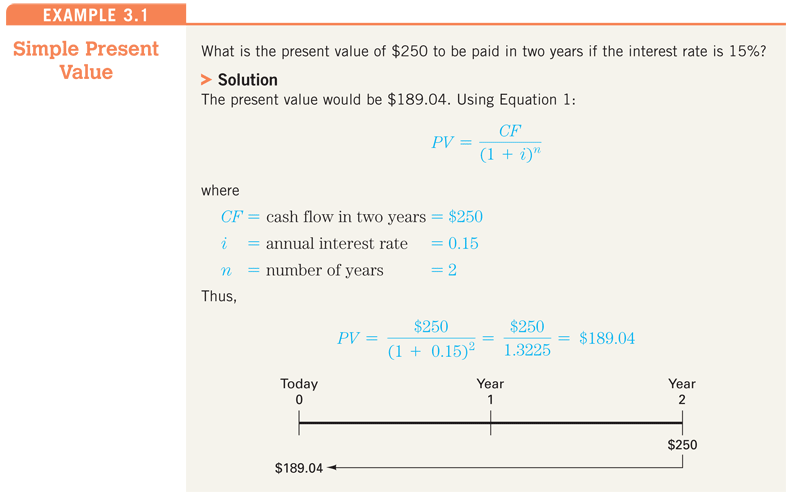 EXAMPLE 3.1
Simple Present
Value
What is the present value of $250 to be paid in two years if the interest rate is 15%?
> Solution
The present value would be $189.04. Using Equation 1:
PV = CF / (1 + i)^n
where
CF = cash flow in two years = $250
i = annual interest rate = 0.15
n = number of years = 2
Thus,
PV = $250 / (1 + 0.15)^2 = $250 / 1.3225 = $189.04
Today Year Year
0 1 2
$250
$189.04